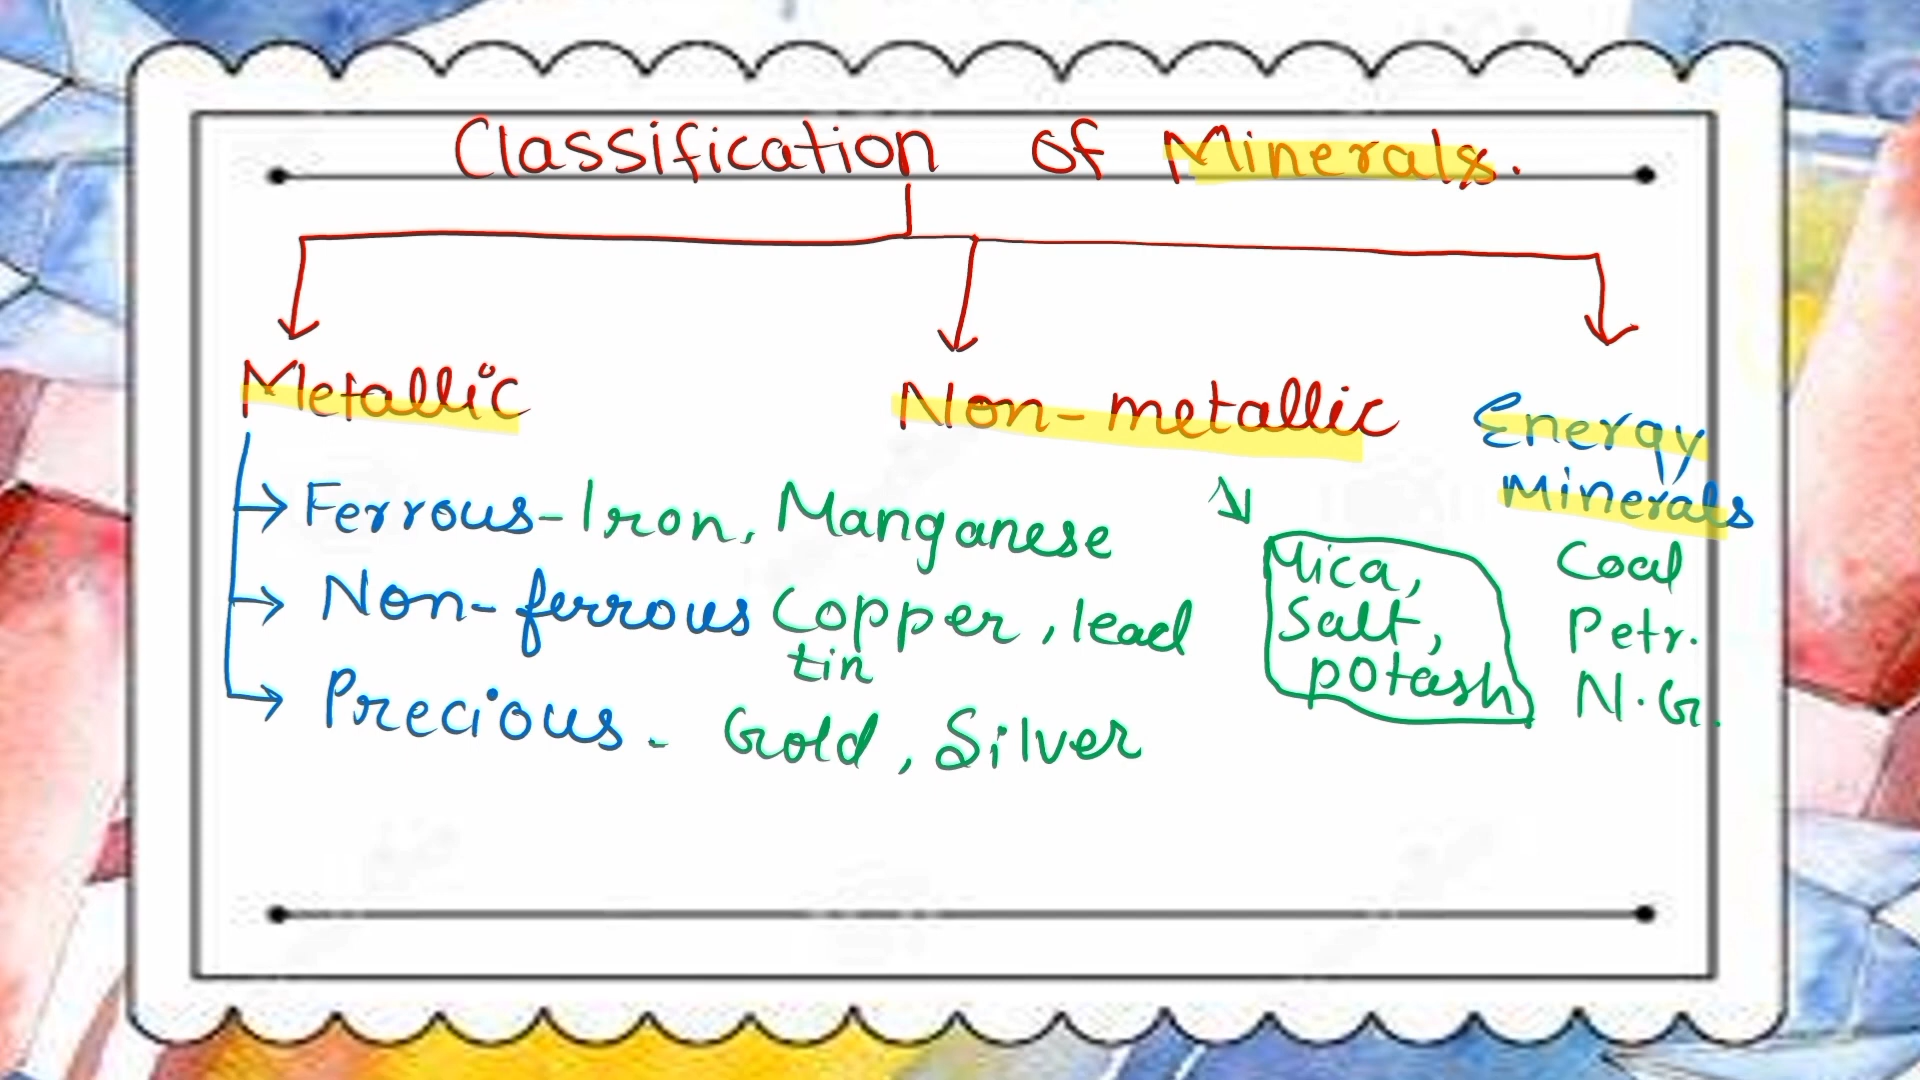 Classification of Minerals.
Metallic
Non-metallic
Energy
Minerals
Ferrous-Iron, Manganese
Non-ferrous Copper, lead
tin
Precious - Gold, Silver
Mica,
Salt,
potash
Coal
Petr.
N.G.